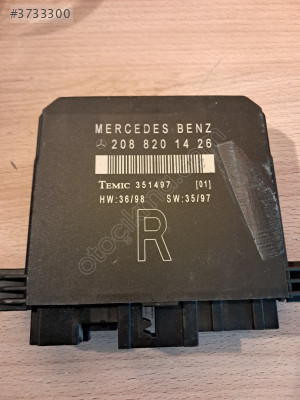 #3733300
MERCEDES BENZ
208 820 14 26
TEMIC 351497 [01]
HW:36/98 SW:35/97
R